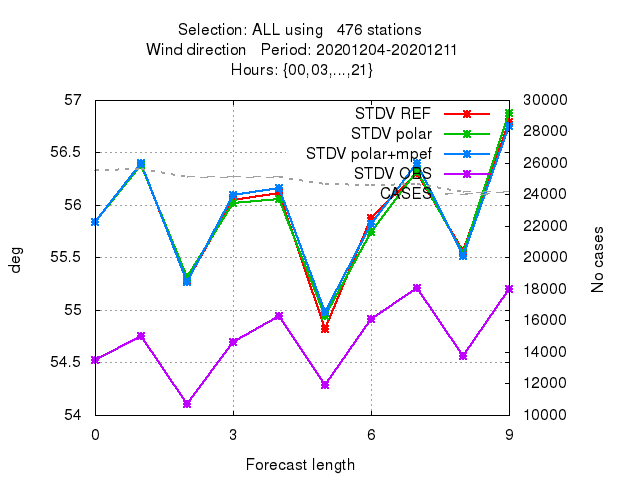 Selection: ALL using   476 stations
Wind direction   Period: 20201204-20201211
Hours: {00,03,...,21}
57
56.5
56
55.5
55
54.5
54
deg
30000
28000
26000
24000
22000
20000
18000
16000
14000
12000
10000
No cases
STDV REF
STDV polar
STDV polar+mpef
STDV OBS
CASES
0
3
6
9
Forecast length